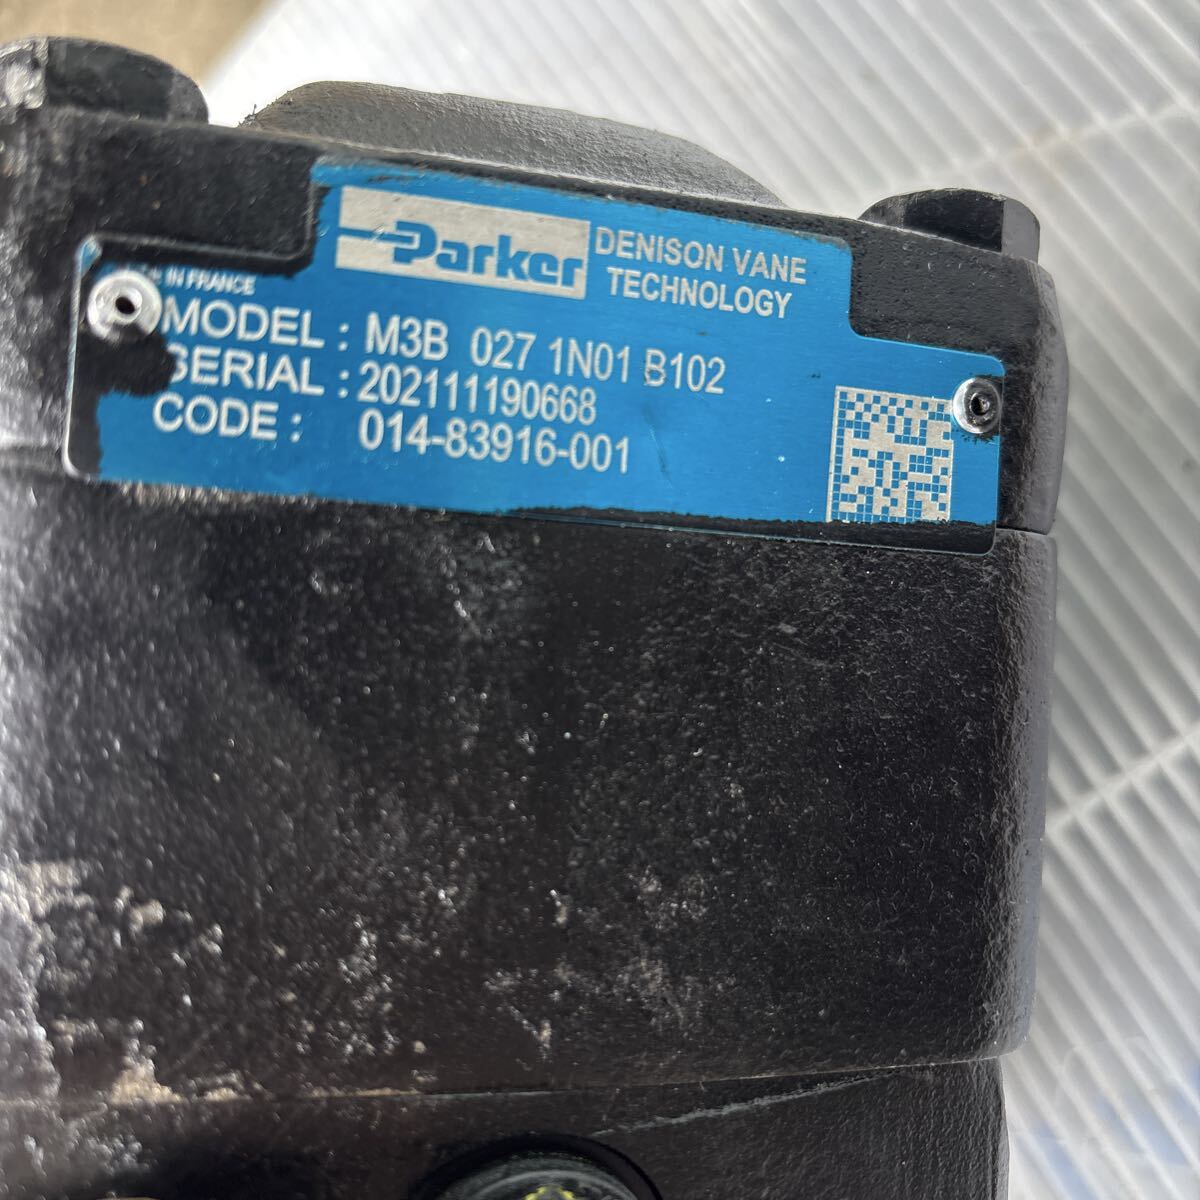 Parker
DENISON VANE
TECHNOLOGY
IN FRANCE
MODEL : M3B 027 1N01 B102
SERIAL : 202111190668
CODE : 014-83916-001